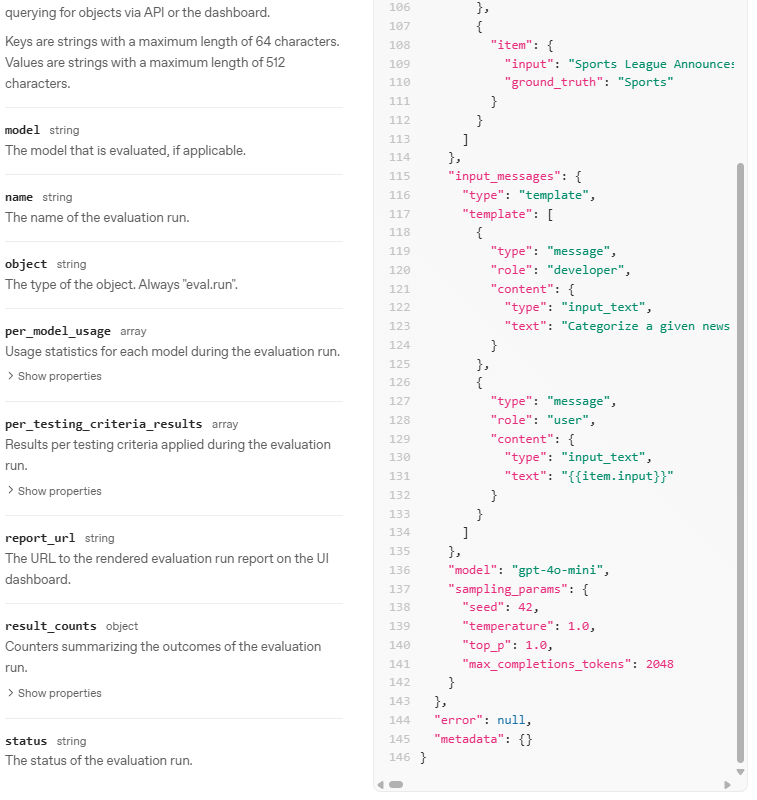 querying for objects via API or the dashboard.
Keys are strings with a maximum length of 64 characters.
Values are strings with a maximum length of 512
characters.
model string
The model that is evaluated, if applicable.
name string
The name of the evaluation run.
object string
The type of the object. Always "eval.run".
per_model_usage array
Usage statistics for each model during the evaluation run.
Show properties
per_testing_criteria_results array
Results per testing criteria applied during the evaluation
run.
Show properties
report_url string
The URL to the rendered evaluation run report on the UI
dashboard.
result_counts object
Counters summarizing the outcomes of the evaluation
run.
Show properties
status string
The status of the evaluation run.
106 },
107 {
108 "item": {
109 "input": "Sports League Announces
110 "ground_truth": "Sports"
111 }
112 }
113 ]
114 },
115 "input_messages": {
116 "type": "template",
117 "template": [
118 {
119 "type": "message",
120 "role": "developer",
121 "content": {
122 "type": "input_text",
123 "text": "Categorize a given news
124 }
125 },
126 {
127 "type": "message",
128 "role": "user",
129 "content": {
130 "type": "input_text",
131 "text": "{{item.input}}"
132 }
133 }
134 ]
135 },
136 "model": "gpt-4o-mini",
137 "sampling_params": {
138 "seed": 42,
139 "temperature": 1.0,
140 "top_p": 1.0,
141 "max_completions_tokens": 2048
142 }
143 },
144 "error": null,
145 "metadata": {}
146 }